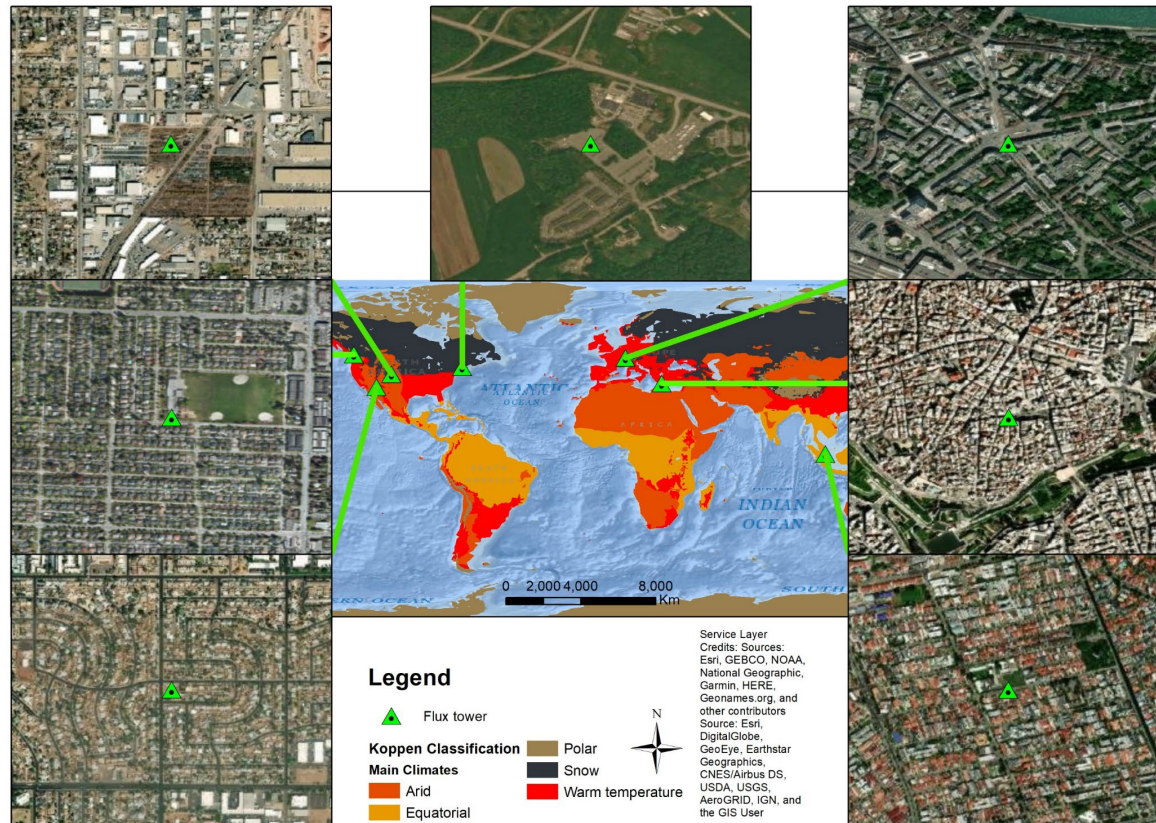 ATLANTIC
OCEAN
AFRICA
INDIAN
OCEAN
0 2,000 4,000 8,000
Km
Legend
Flux tower
Koppen Classification
Main Climates
Arid
Equatorial
Polar
Snow
Warm temperature
N
Service Layer
Credits: Sources:
Esri, GEBCO, NOAA,
National Geographic,
Garmin, HERE,
Geonames.org, and
other contributors
Source: Esri,
DigitalGlobe,
GeoEye, Earthstar
Geographics,
CNES/Airbus DS,
USDA, USGS,
AeroGRID, IGN, and
the GIS User